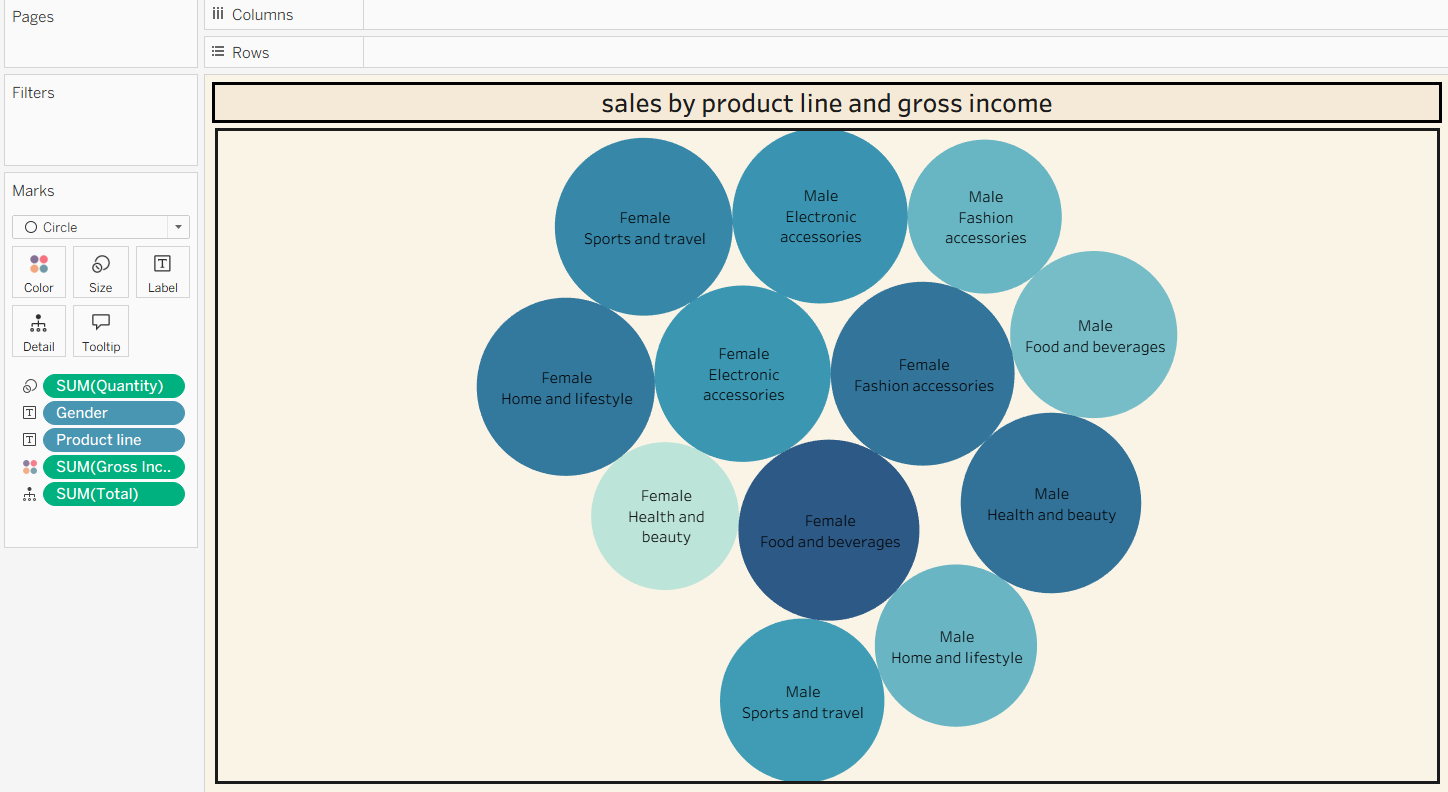 Pages
Columns
Rows
Filters
Marks
Circle
Color
Size
Label
Detail
Tooltip
SUM(Quantity)
Gender
Product line
SUM(Gross Inc..
SUM(Total)
sales by product line and gross income
Female
Sports and travel
Male
Electronic
accessories
Male
Fashion
accessories
Male
Food and beverages
Female
Home and lifestyle
Female
Electronic
accessories
Female
Fashion accessories
Female
Health and
beauty
Female
Food and beverages
Male
Health and beauty
Male
Home and lifestyle
Male
Sports and travel